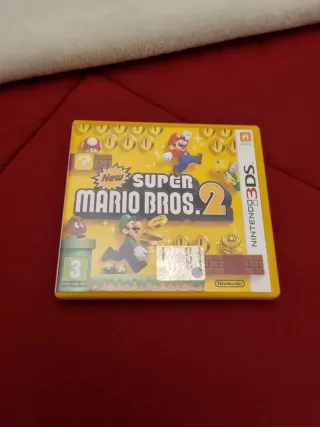 New
SUPER
MARIO BROS. 2
NINTENDO 3DS
3
Nintendo